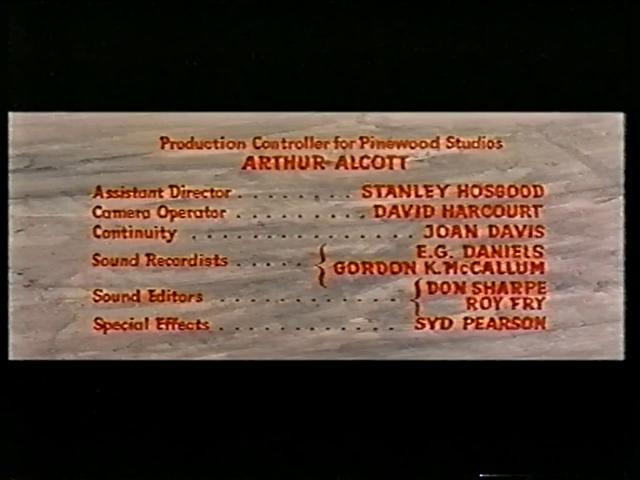 Production Controller for Pinewood Studios
ARTHUR ALCOTT
Assistant Director . . . . . . . . . STANLEY HOSGOOD
Camera Operator . . . . . . . . . . DAVID HARCOURT
Continuity . . . . . . . . . . . . . . . . JOAN DAVIS
Sound Recordists . . . . . . { E.G. DANIELS
GORDON K. McCALLUM
Sound Editors . . . . . . . . . . . . . . { DON SHARPE
ROY FRY
Special Effects . . . . . . . . . . . . . SYD PEARSON